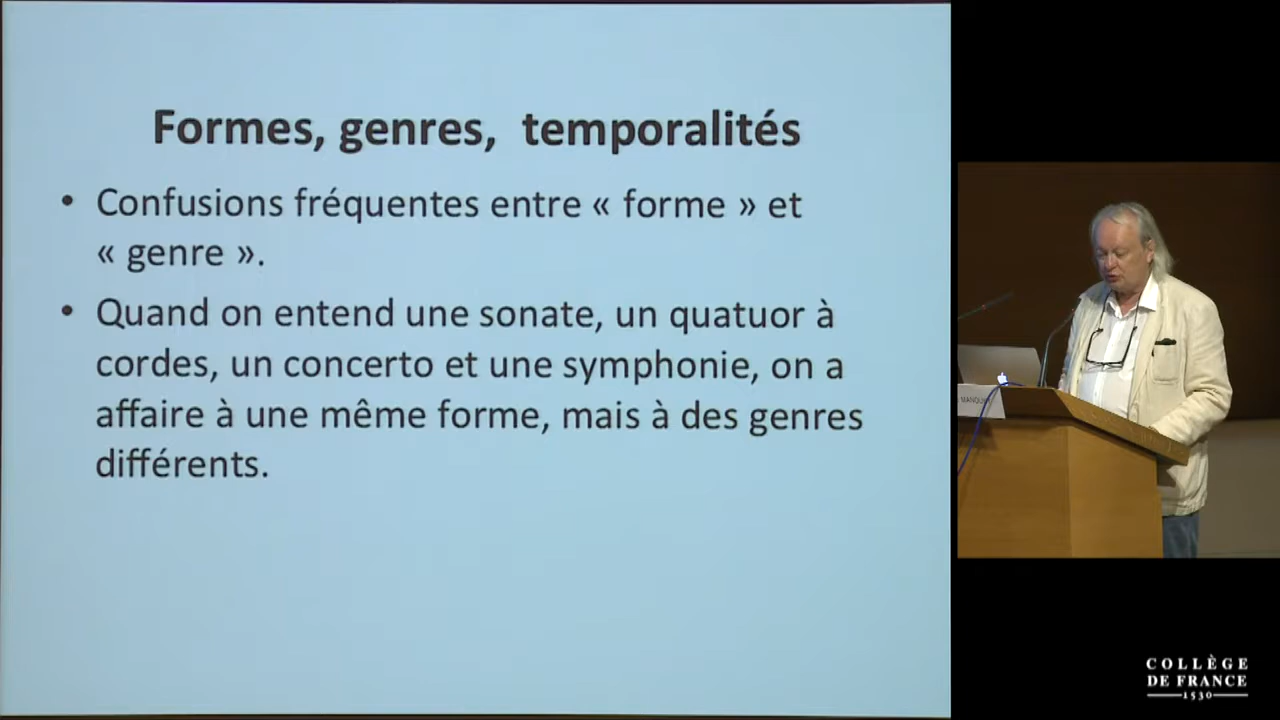 Formes, genres, temporalités
• Confusions fréquentes entre « forme » et
« genre ».
• Quand on entend une sonate, un quatuor à
cordes, un concerto et une symphonie, on a
affaire à une même forme, mais à des genres
différents.
COLLÈGE
DE FRANCE
1530